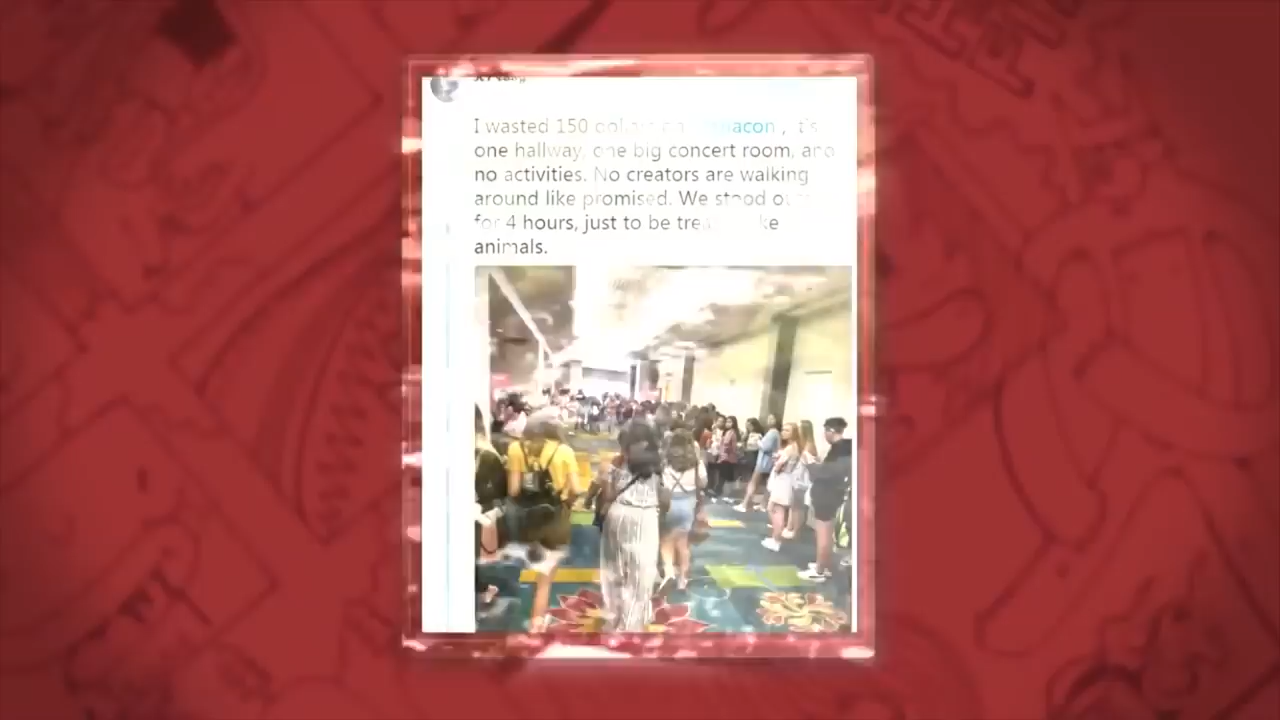 I wasted 150
one hallway, one big concert room, and
no activities. No creators are walking
around like promised. We stood
for 4 hours, just to be
animals.